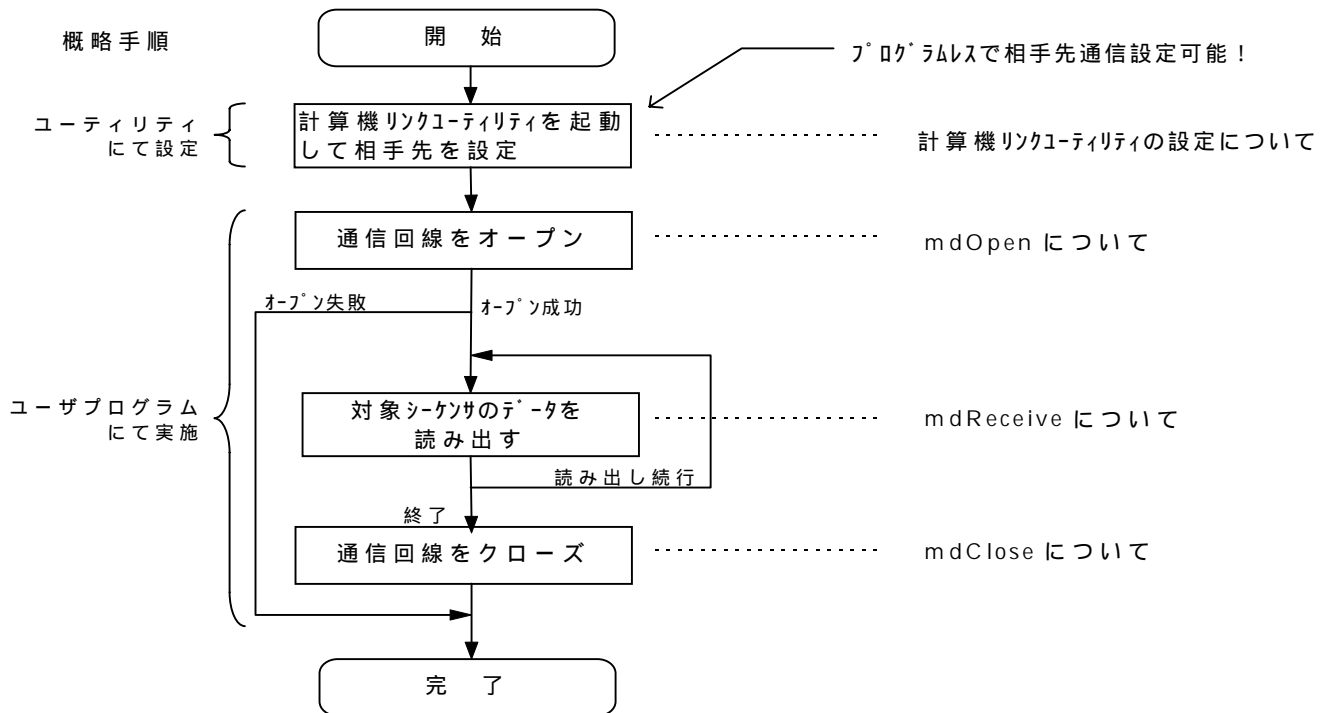 概略手順
開　始
ﾌﾟﾛｸﾞﾗﾑﾚｽで相手先通信設定可能！
ユーティリティ
にて設定
計算機ﾘﾝｸﾕｰﾃｨﾘﾃｨを起動
して相手先を設定
計算機ﾘﾝｸﾕｰﾃｨﾘﾃｨの設定について
通信回線をオープン
mdOpen について
ｵｰﾌﾟﾝ失敗
ｵｰﾌﾟﾝ成功
ユーザプログラム
にて実施
対象ｼｰｹﾝｻのﾃﾞｰﾀを
読み出す
mdReceive について
読み出し続行
終了
通信回線をクローズ
mdClose について
完　了